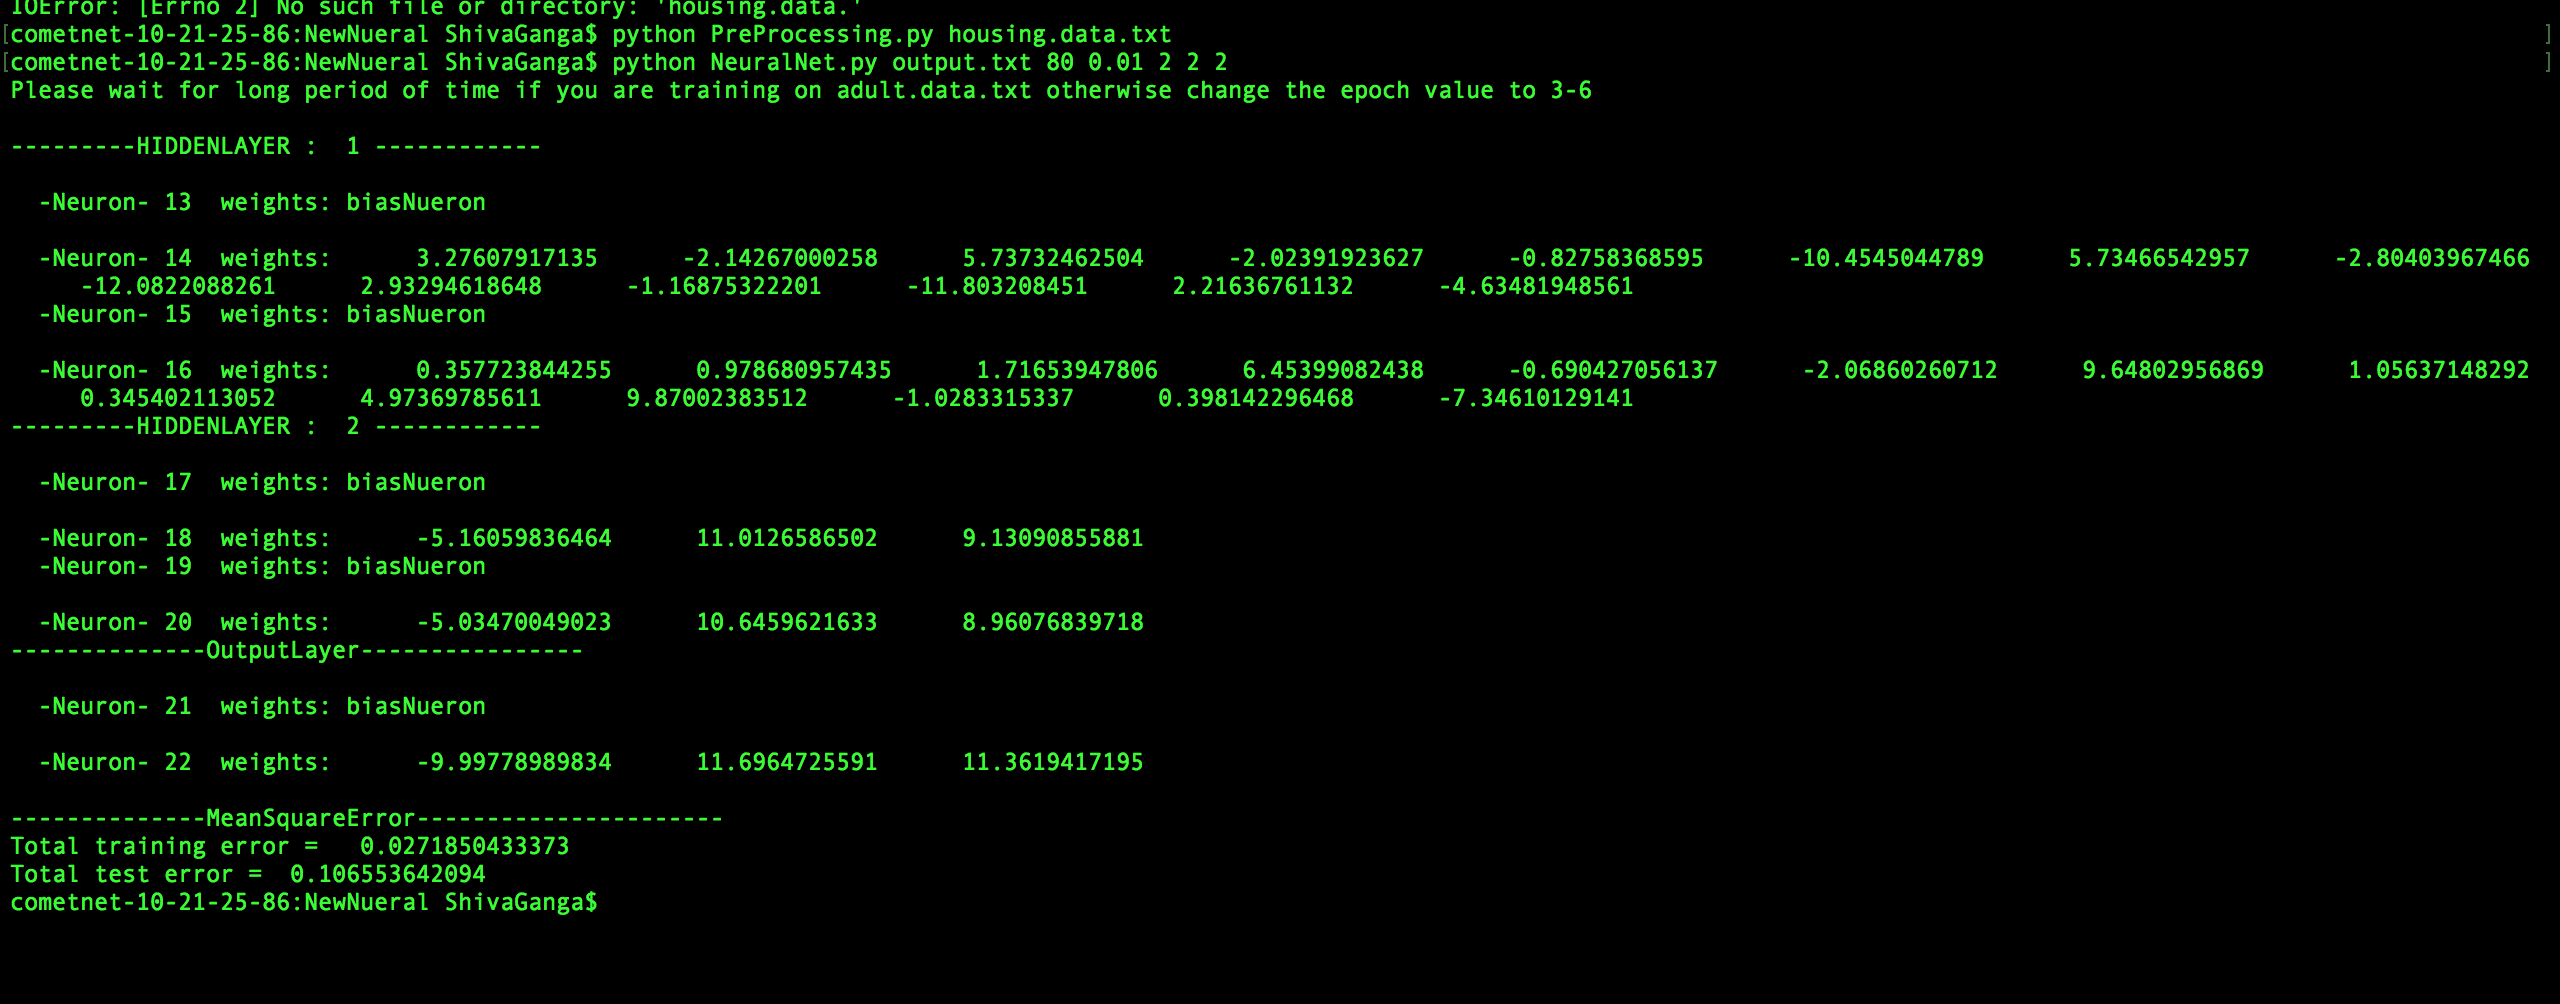 IOError: [Errno 2] No such file or directory: 'housing.data.'
[cometnet-10-21-25-86:NewNueral ShivaGanga$ python PreProcessing.py housing.data.txt ]
[cometnet-10-21-25-86:NewNueral ShivaGanga$ python NeuralNet.py output.txt 80 0.01 2 2 2 ]
Please wait for long period of time if you are training on adult.data.txt otherwise change the epoch value to 3-6
---------HIDDENLAYER :  1 ------------
-Neuron- 13  weights: biasNueron
-Neuron- 14  weights:      3.27607917135      -2.14267000258      5.73732462504      -2.02391923627      -0.82758368595      -10.4545044789      5.73466542957      -2.80403967466
-12.0822088261      2.93294618648      -1.16875322201      -11.803208451      2.21636761132      -4.63481948561
-Neuron- 15  weights: biasNueron
-Neuron- 16  weights:      0.357723844255      0.978680957435      1.71653947806      6.45399082438      -0.690427056137      -2.06860260712      9.64802956869      1.05637148292
0.345402113052      4.97369785611      9.87002383512      -1.0283315337      0.398142296468      -7.34610129141
---------HIDDENLAYER :  2 ------------
-Neuron- 17  weights: biasNueron
-Neuron- 18  weights:      -5.16059836464      11.0126586502      9.13090855881
-Neuron- 19  weights: biasNueron
-Neuron- 20  weights:      -5.03470049023      10.6459621633      8.96076839718
--------------OutputLayer----------------
-Neuron- 21  weights: biasNueron
-Neuron- 22  weights:      -9.99778989834      11.6964725591      11.3619417195
--------------MeanSquareError----------------------
Total training error =   0.0271850433373
Total test error =  0.106553642094
cometnet-10-21-25-86:NewNueral ShivaGanga$